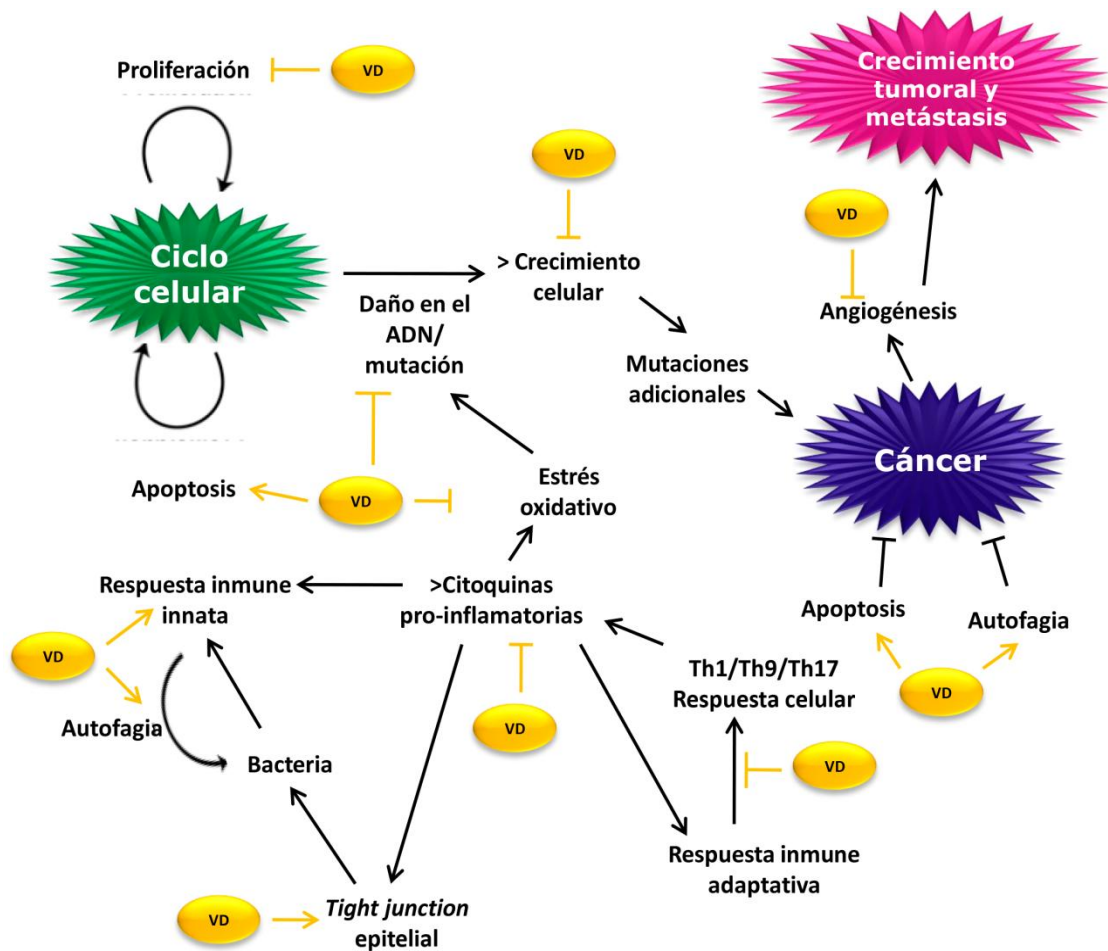 Proliferación
VD
Crecimiento
tumoral y
metástasis
VD
VD
Ciclo
celular
> Crecimiento
celular
Daño en el
ADN/
mutación
Angiogénesis
Mutaciones
adicionales
Cáncer
Apoptosis
VD
Estrés
oxidativo
Respuesta inmune
innata
>Citoquinas
pro-inflamatorias
Apoptosis
Autofagia
VD
Th1/Th9/Th17
Respuesta celular
VD
Autofagia
VD
Bacteria
VD
Respuesta inmune
adaptativa
VD
Tight junction
epitelial